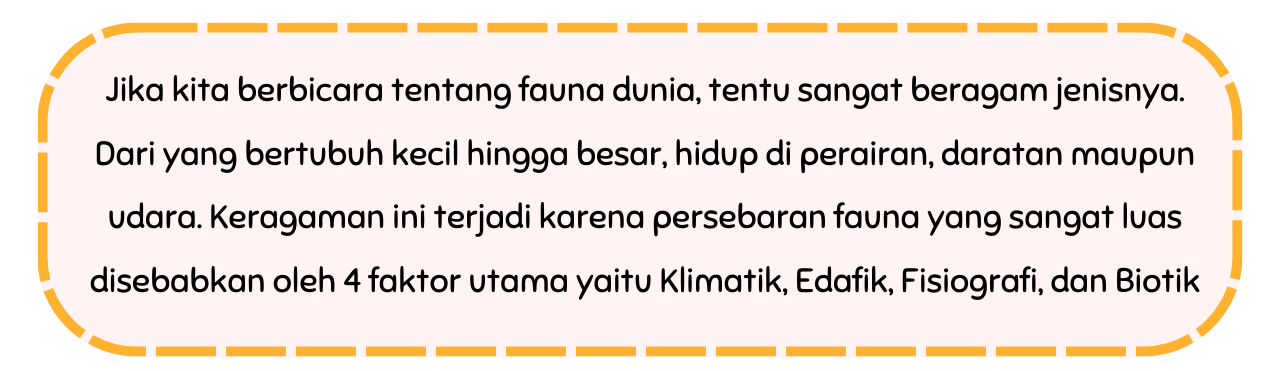 Jika kita berbicara tentang fauna dunia, tentu sangat beragam jenisnya.
Dari yang bertubuh kecil hingga besar, hidup di perairan, daratan maupun
udara. Keragaman ini terjadi karena persebaran fauna yang sangat luas
disebabkan oleh 4 faktor utama yaitu Klimatik, Edafik, Fisiografi, dan Biotik